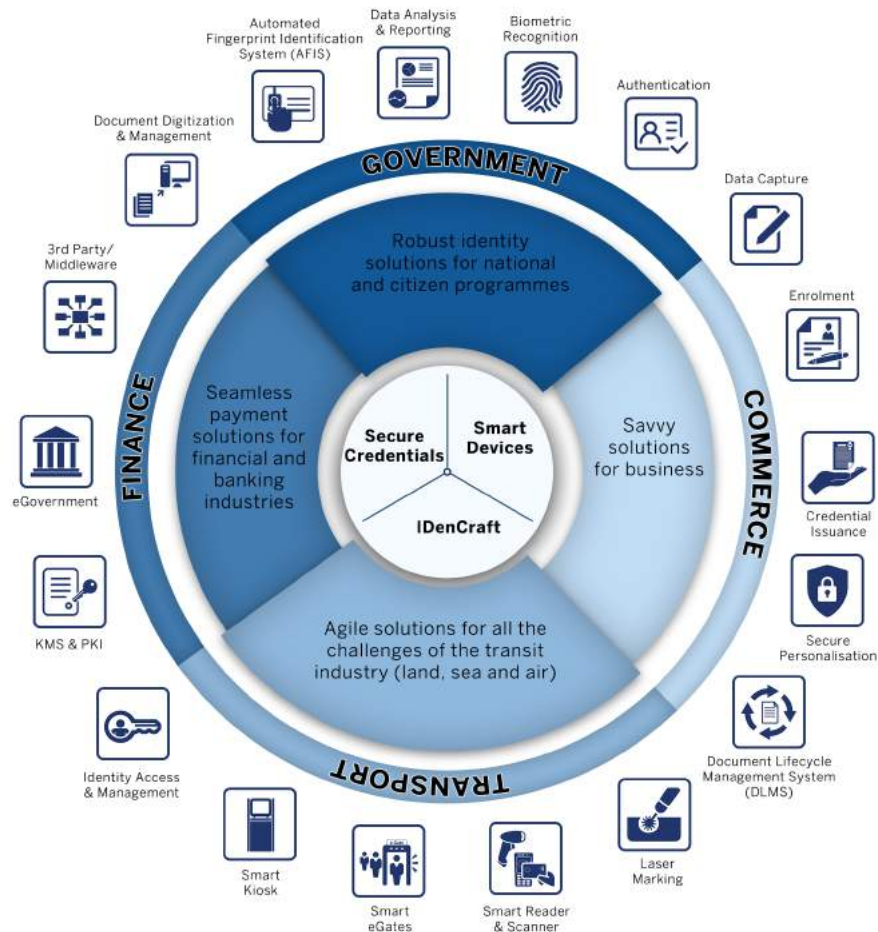 Automated
Fingerprint Identification
System (AFIS)
Data Analysis
& Reporting
Biometric
Recognition
Authentication
Data Capture
Enrolment
Credential
Issuance
Secure
Personalisation
Document Lifecycle
Management System
(DLMS)
Laser
Marking
Smart Reader
& Scanner
Smart
eGates
Smart
Kiosk
Identity Access
& Management
KMS & PKI
eGovernment
3rd Party/
Middleware
Document Digitization
& Management
GOVERNMENT
Robust identity
solutions for national
and citizen programmes
COMMERCE
Savvy
solutions
for business
TRANSPORT
Agile solutions for all the
challenges of the transit
industry (land, sea and air)
FINANCE
Seamless
payment
solutions for
financial and
banking
industries
Secure
Credentials
Smart
Devices
IDenCraft